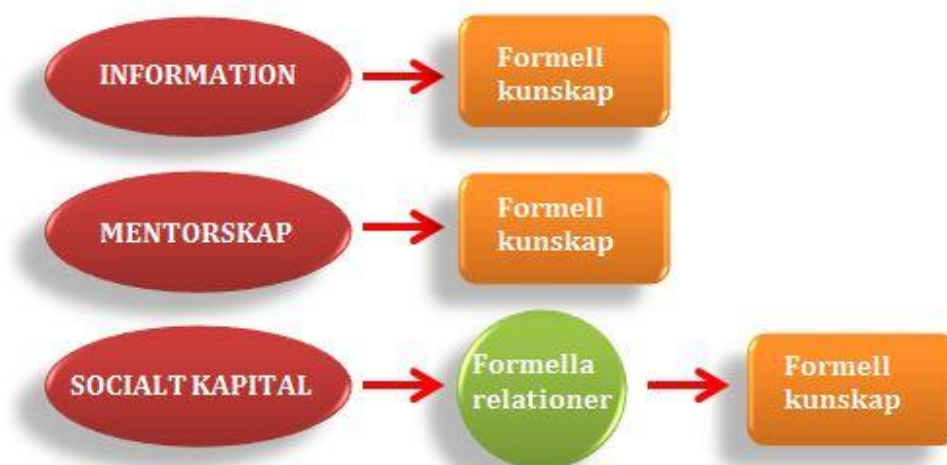 INFORMATION
Formell
kunskap
MENTORSKAP
Formell
kunskap
SOCIALT KAPITAL
Formella
relationer
Formell
kunskap